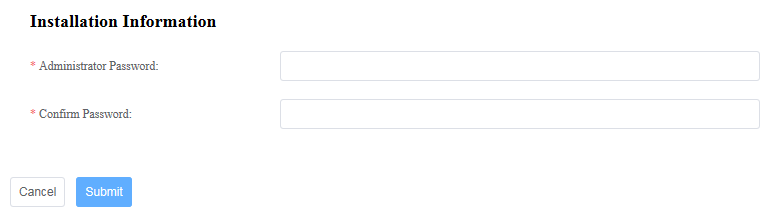 Installation Information
* Administrator Password:
* Confirm Password:
Cancel Submit